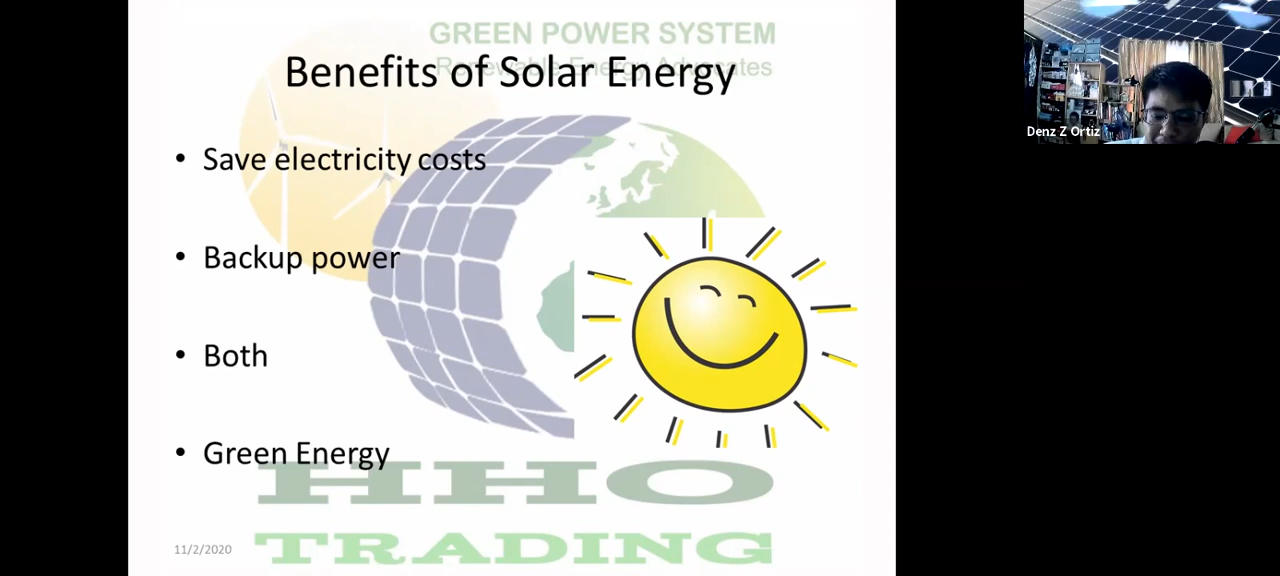 GREEN POWER SYSTEM
Renewable Energy Advocates
Benefits of Solar Energy
• Save electricity costs
• Backup power
• Both
• Green Energy
HHO
TRADING
11/2/2020
Denz Z Ortiz